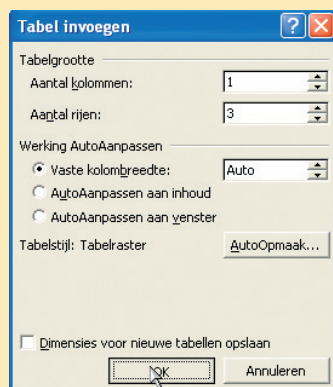 Tabel invoegen
Tabelgrootte
Aantal kolommen: 1
Aantal rijen: 3
Werking AutoAanpassen
Vaste kolombreedte: Auto
AutoAanpassen aan inhoud
AutoAanpassen aan venster
Tabelstijl: Tabelraster AutoOpmaak...
Dimensies voor nieuwe tabellen opslaan
OK Annuleren